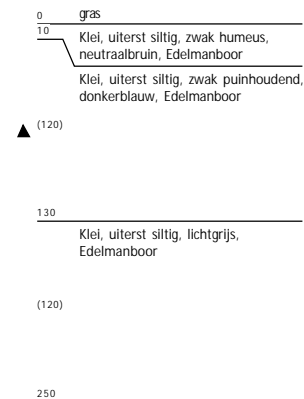 0 gras
10 Klei, uiterst siltig, zwak humeus,
neutraalbruin, Edelmanboor
Klei, uiterst siltig, zwak puinhoudend,
donkerblauw, Edelmanboor
(120)
130
Klei, uiterst siltig, lichtgrijs,
Edelmanboor
(120)
250